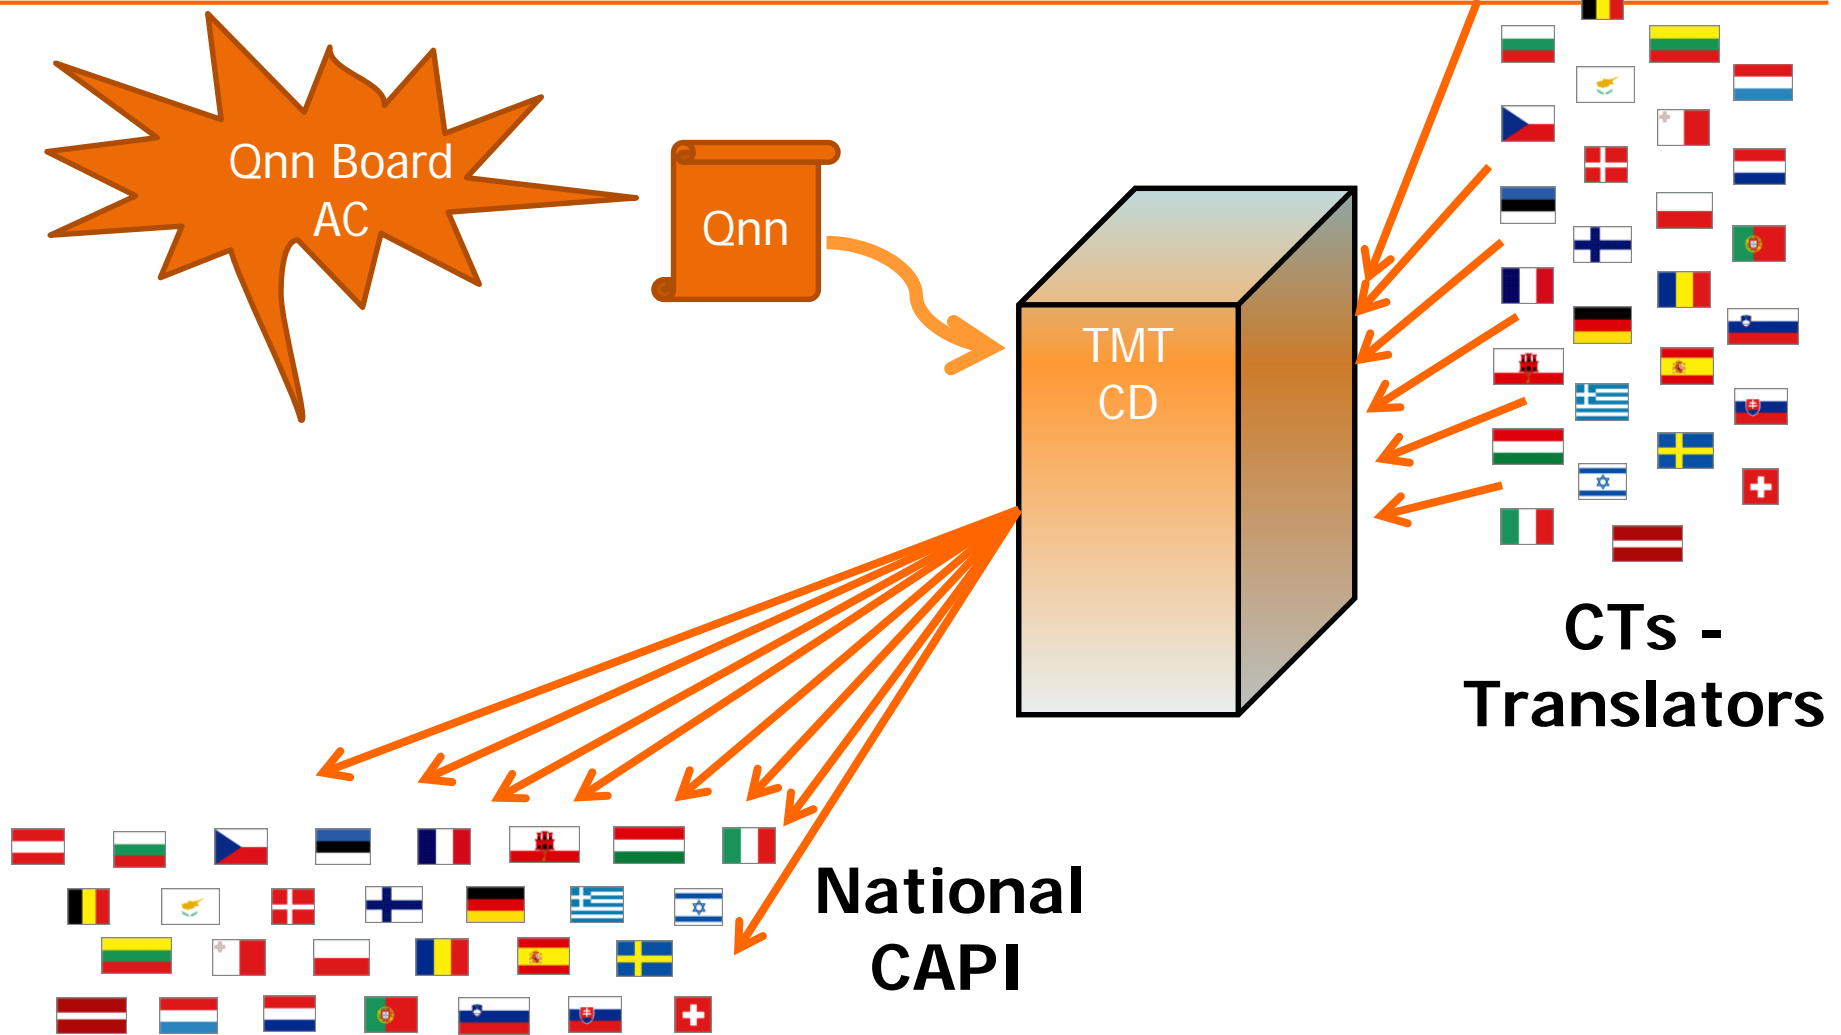 Qnn Board
AC
Qnn
TMT
CD
CTs -
Translators
National
CAPI